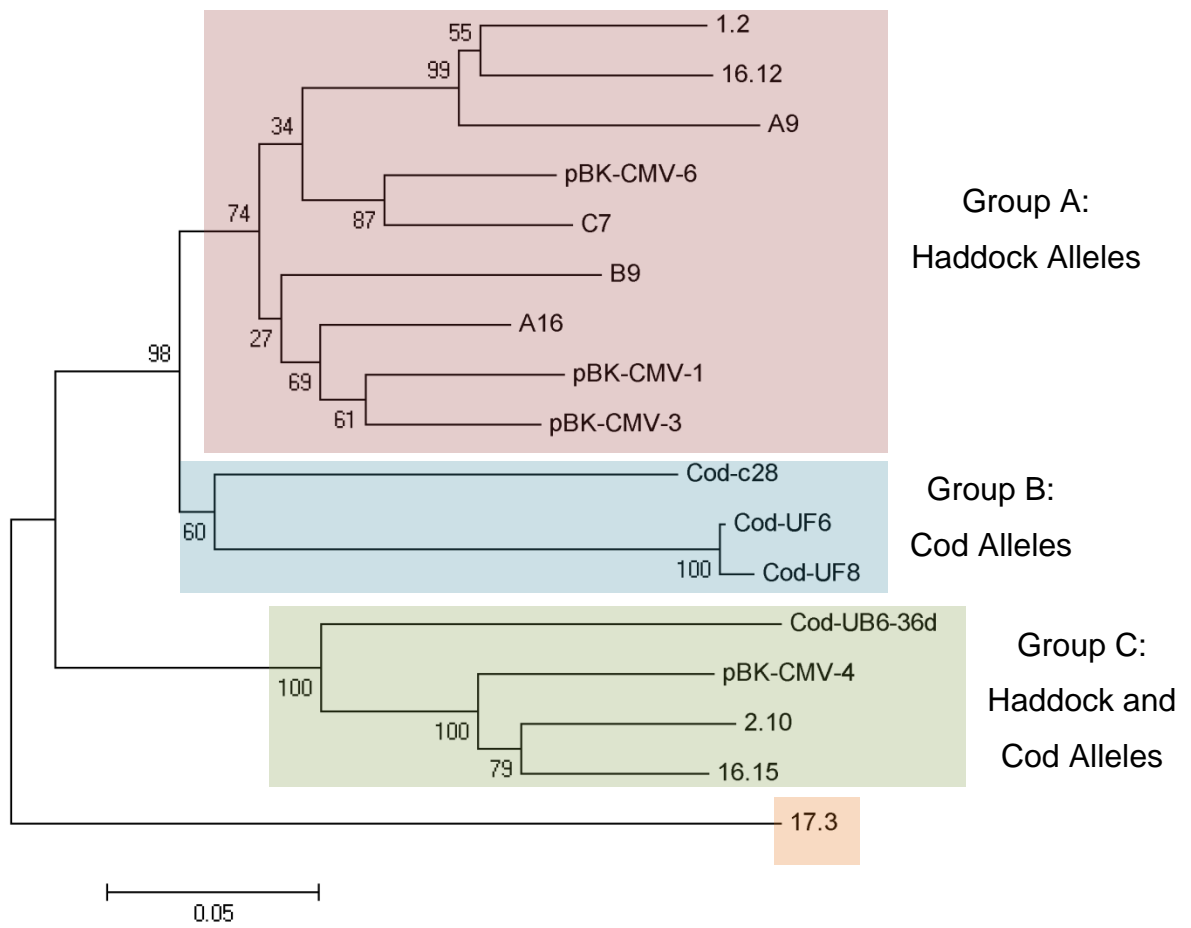 55
1.2
99
16.12
A9
34
pBK-CMV-6
74
87
C7
B9
27
A16
98
69
pBK-CMV-1
61
pBK-CMV-3
Group A:
Haddock Alleles
Cod-c28
60
Cod-UF6
100
Cod-UF8
Group B:
Cod Alleles
Cod-UB6-36d
100
pBK-CMV-4
100
2.10
79
16.15
Group C:
Haddock and
Cod Alleles
17.3
0.05